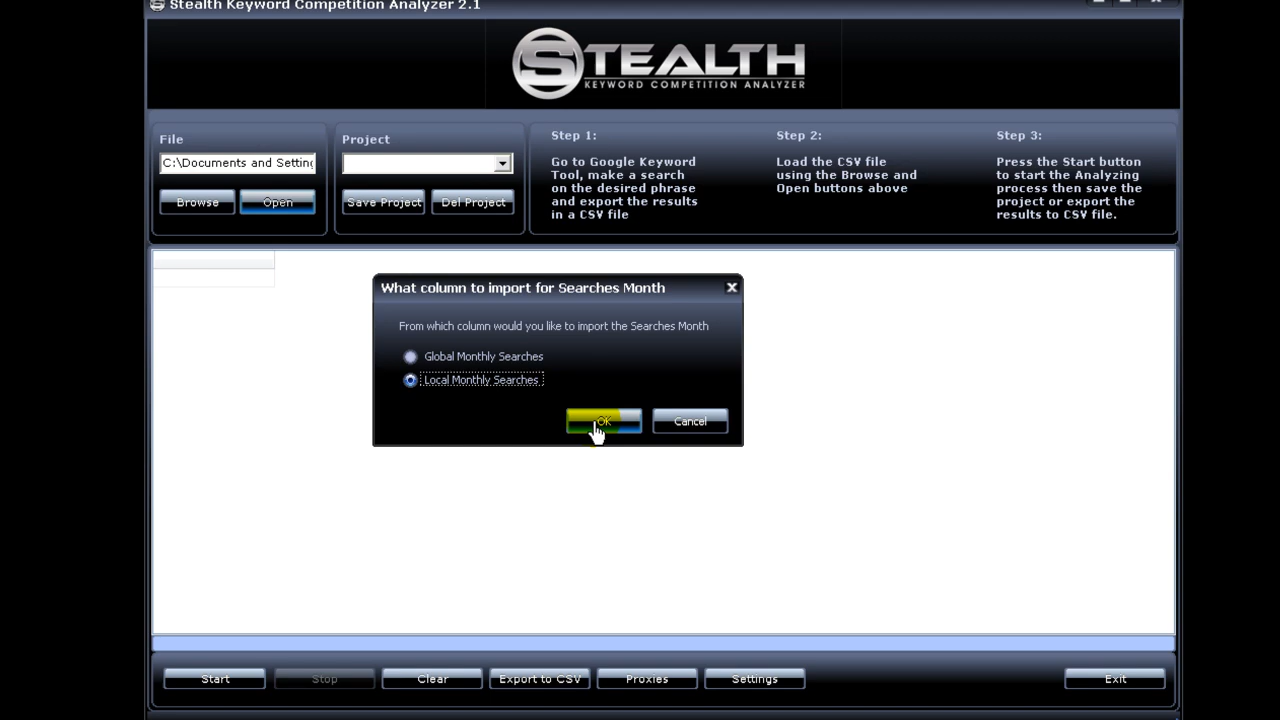 Stealth Keyword Competition Analyzer 2.1
STEALTH
KEYWORD COMPETITION ANALYZER
File
C:\Documents and Setting
Browse
Open
Project
Save Project
Del Project
Step 1:
Go to Google Keyword
Tool, make a search
on the desired phrase
and export the results
in a CSV file
Step 2:
Load the CSV file
using the Browse and
Open buttons above
Step 3:
Press the Start button
to start the Analyzing
process then save the
project or export the
results to CSV file.
What column to import for Searches Month
From which column would you like to import the Searches Month
Global Monthly Searches
Local Monthly Searches
OK
Cancel
Start
Stop
Clear
Export to CSV
Proxies
Settings
Exit